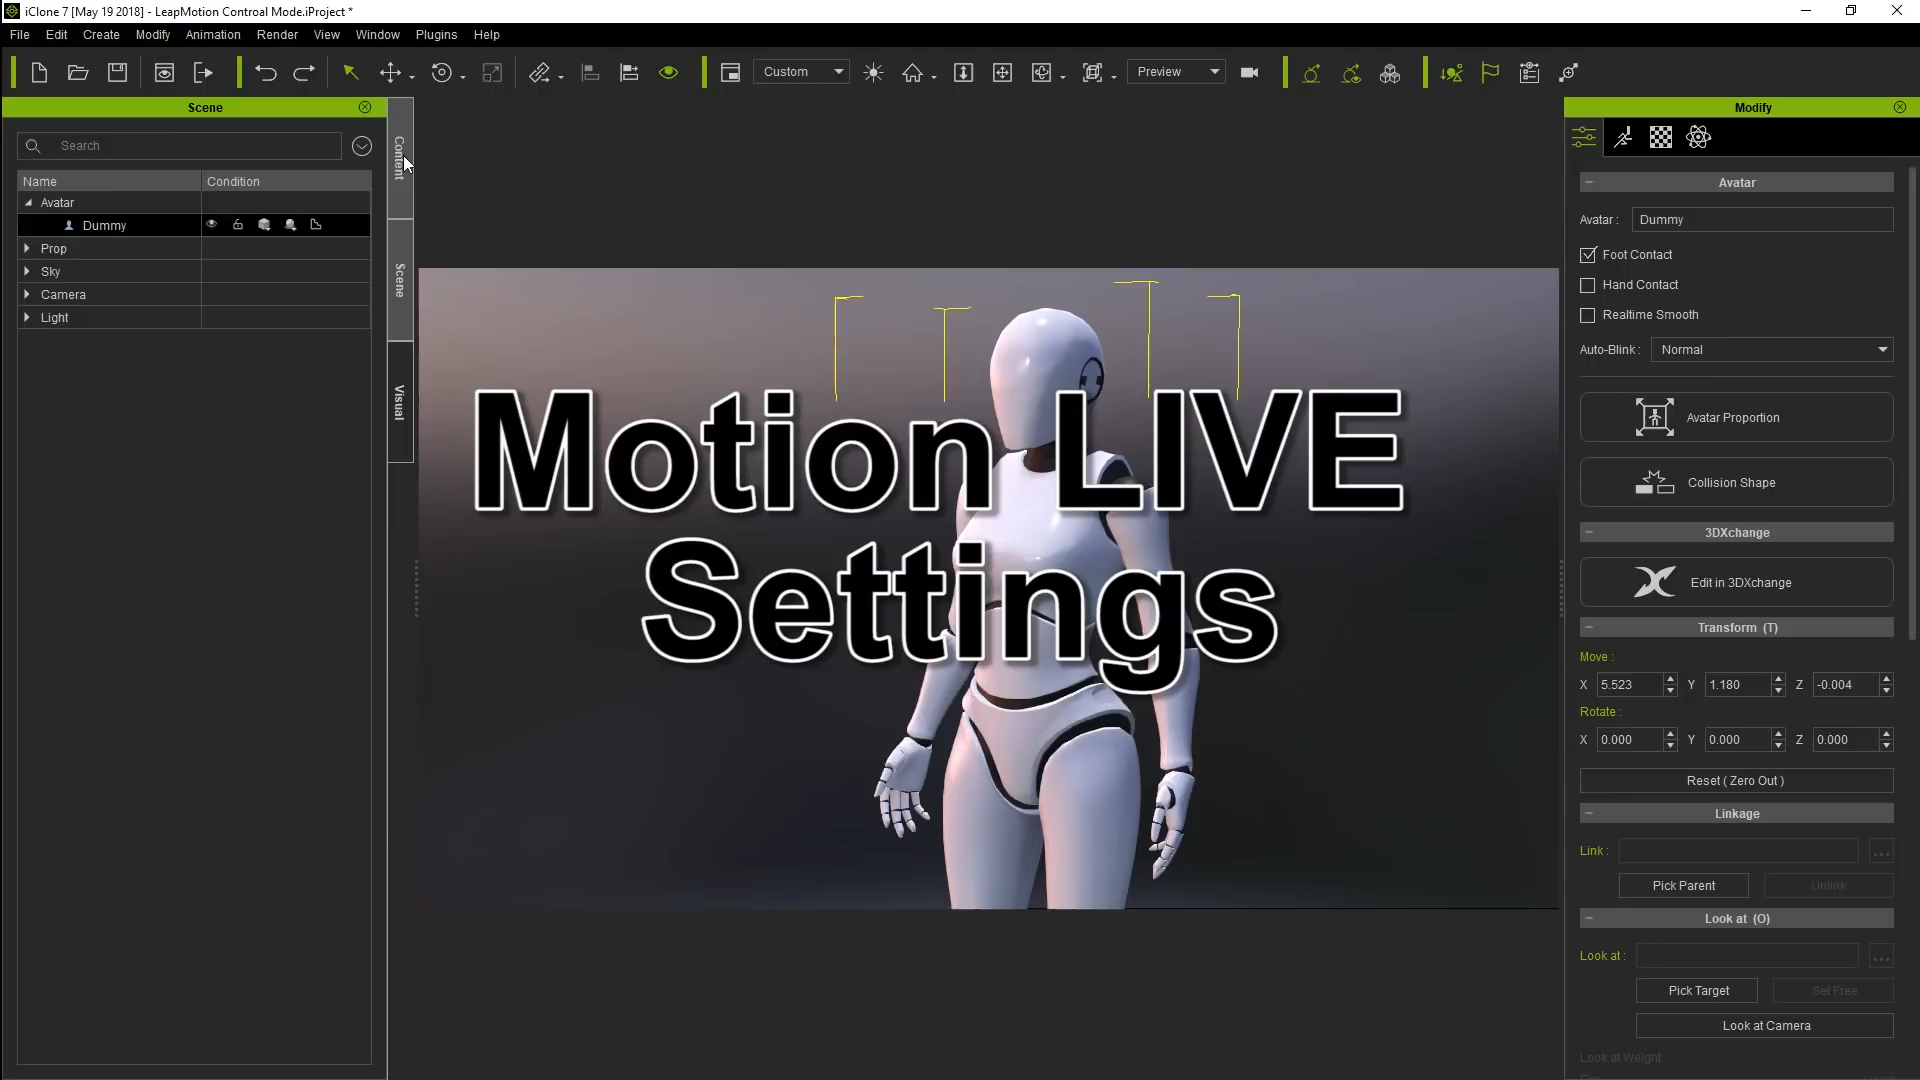 iClone 7 [May 19 2018] - LeapMotion Controal Mode.iProject *
File Edit Create Modify Animation Render View Window Plugins Help
Custom Preview
Scene
Search
Name Condition
Avatar
Dummy
Prop
Sky
Camera
Light
Content
Scene
Visual
Motion LIVE
Settings
Modify
Avatar
Avatar : Dummy
Foot Contact
Hand Contact
Realtime Smooth
Auto-Blink : Normal
Avatar Proportion
Collision Shape
3DXchange
Edit in 3DXchange
Transform (T)
Move :
X 5.523 Y 1.180 Z -0.004
Rotate :
X 0.000 Y 0.000 Z 0.000
Reset ( Zero Out )
Linkage
Link : ...
Pick Parent Unlink
Look at (O)
Look at : ...
Pick Target Set Free
Look at Camera
Look at Weight